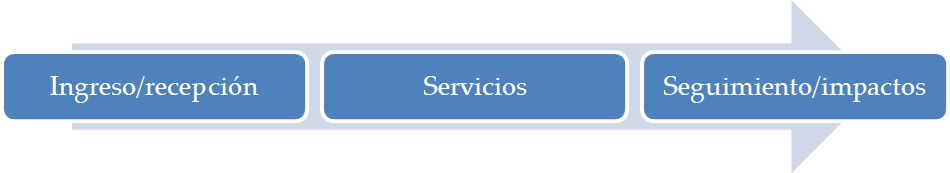 Ingreso/recepción
Servicios
Seguimiento/impactos